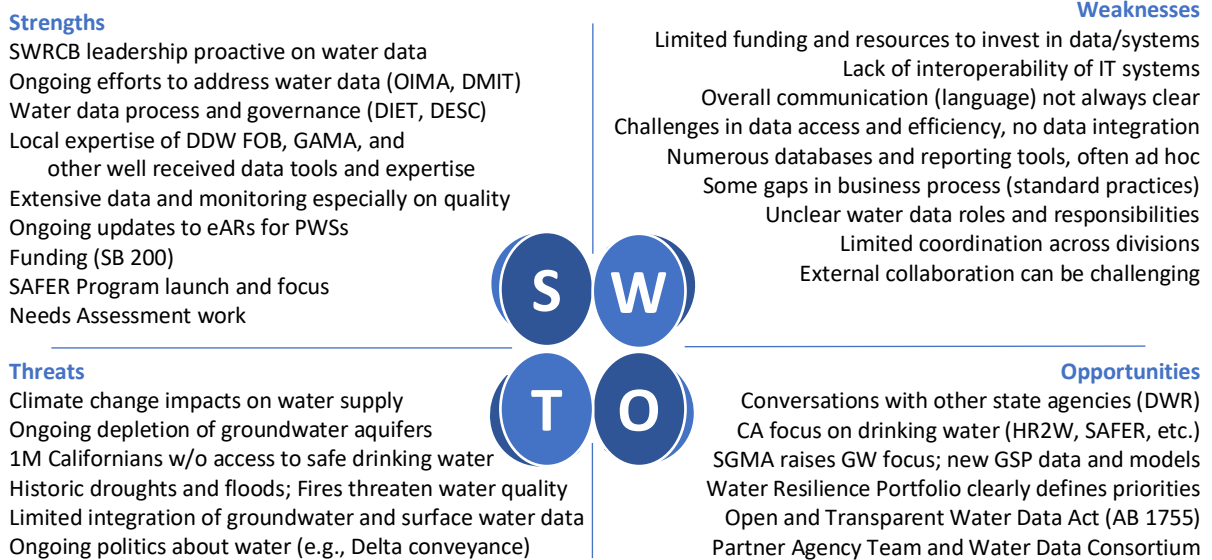 Strengths
SWRCB leadership proactive on water data
Ongoing efforts to address water data (OIMA, DMIT)
Water data process and governance (DIET, DESC)
Local expertise of DDW FOB, GAMA, and
other well received data tools and expertise
Extensive data and monitoring especially on quality
Ongoing updates to eARs for PWSs
Funding (SB 200)
SAFER Program launch and focus
Needs Assessment work
Weaknesses
Limited funding and resources to invest in data/systems
Lack of interoperability of IT systems
Overall communication (language) not always clear
Challenges in data access and efficiency, no data integration
Numerous databases and reporting tools, often ad hoc
Some gaps in business process (standard practices)
Unclear water data roles and responsibilities
Limited coordination across divisions
External collaboration can be challenging
S
W
T
O
Threats
Climate change impacts on water supply
Ongoing depletion of groundwater aquifers
1M Californians w/o access to safe drinking water
Historic droughts and floods; Fires threaten water quality
Limited integration of groundwater and surface water data
Ongoing politics about water (e.g., Delta conveyance)
Opportunities
Conversations with other state agencies (DWR)
CA focus on drinking water (HR2W, SAFER, etc.)
SGMA raises GW focus; new GSP data and models
Water Resilience Portfolio clearly defines priorities
Open and Transparent Water Data Act (AB 1755)
Partner Agency Team and Water Data Consortium